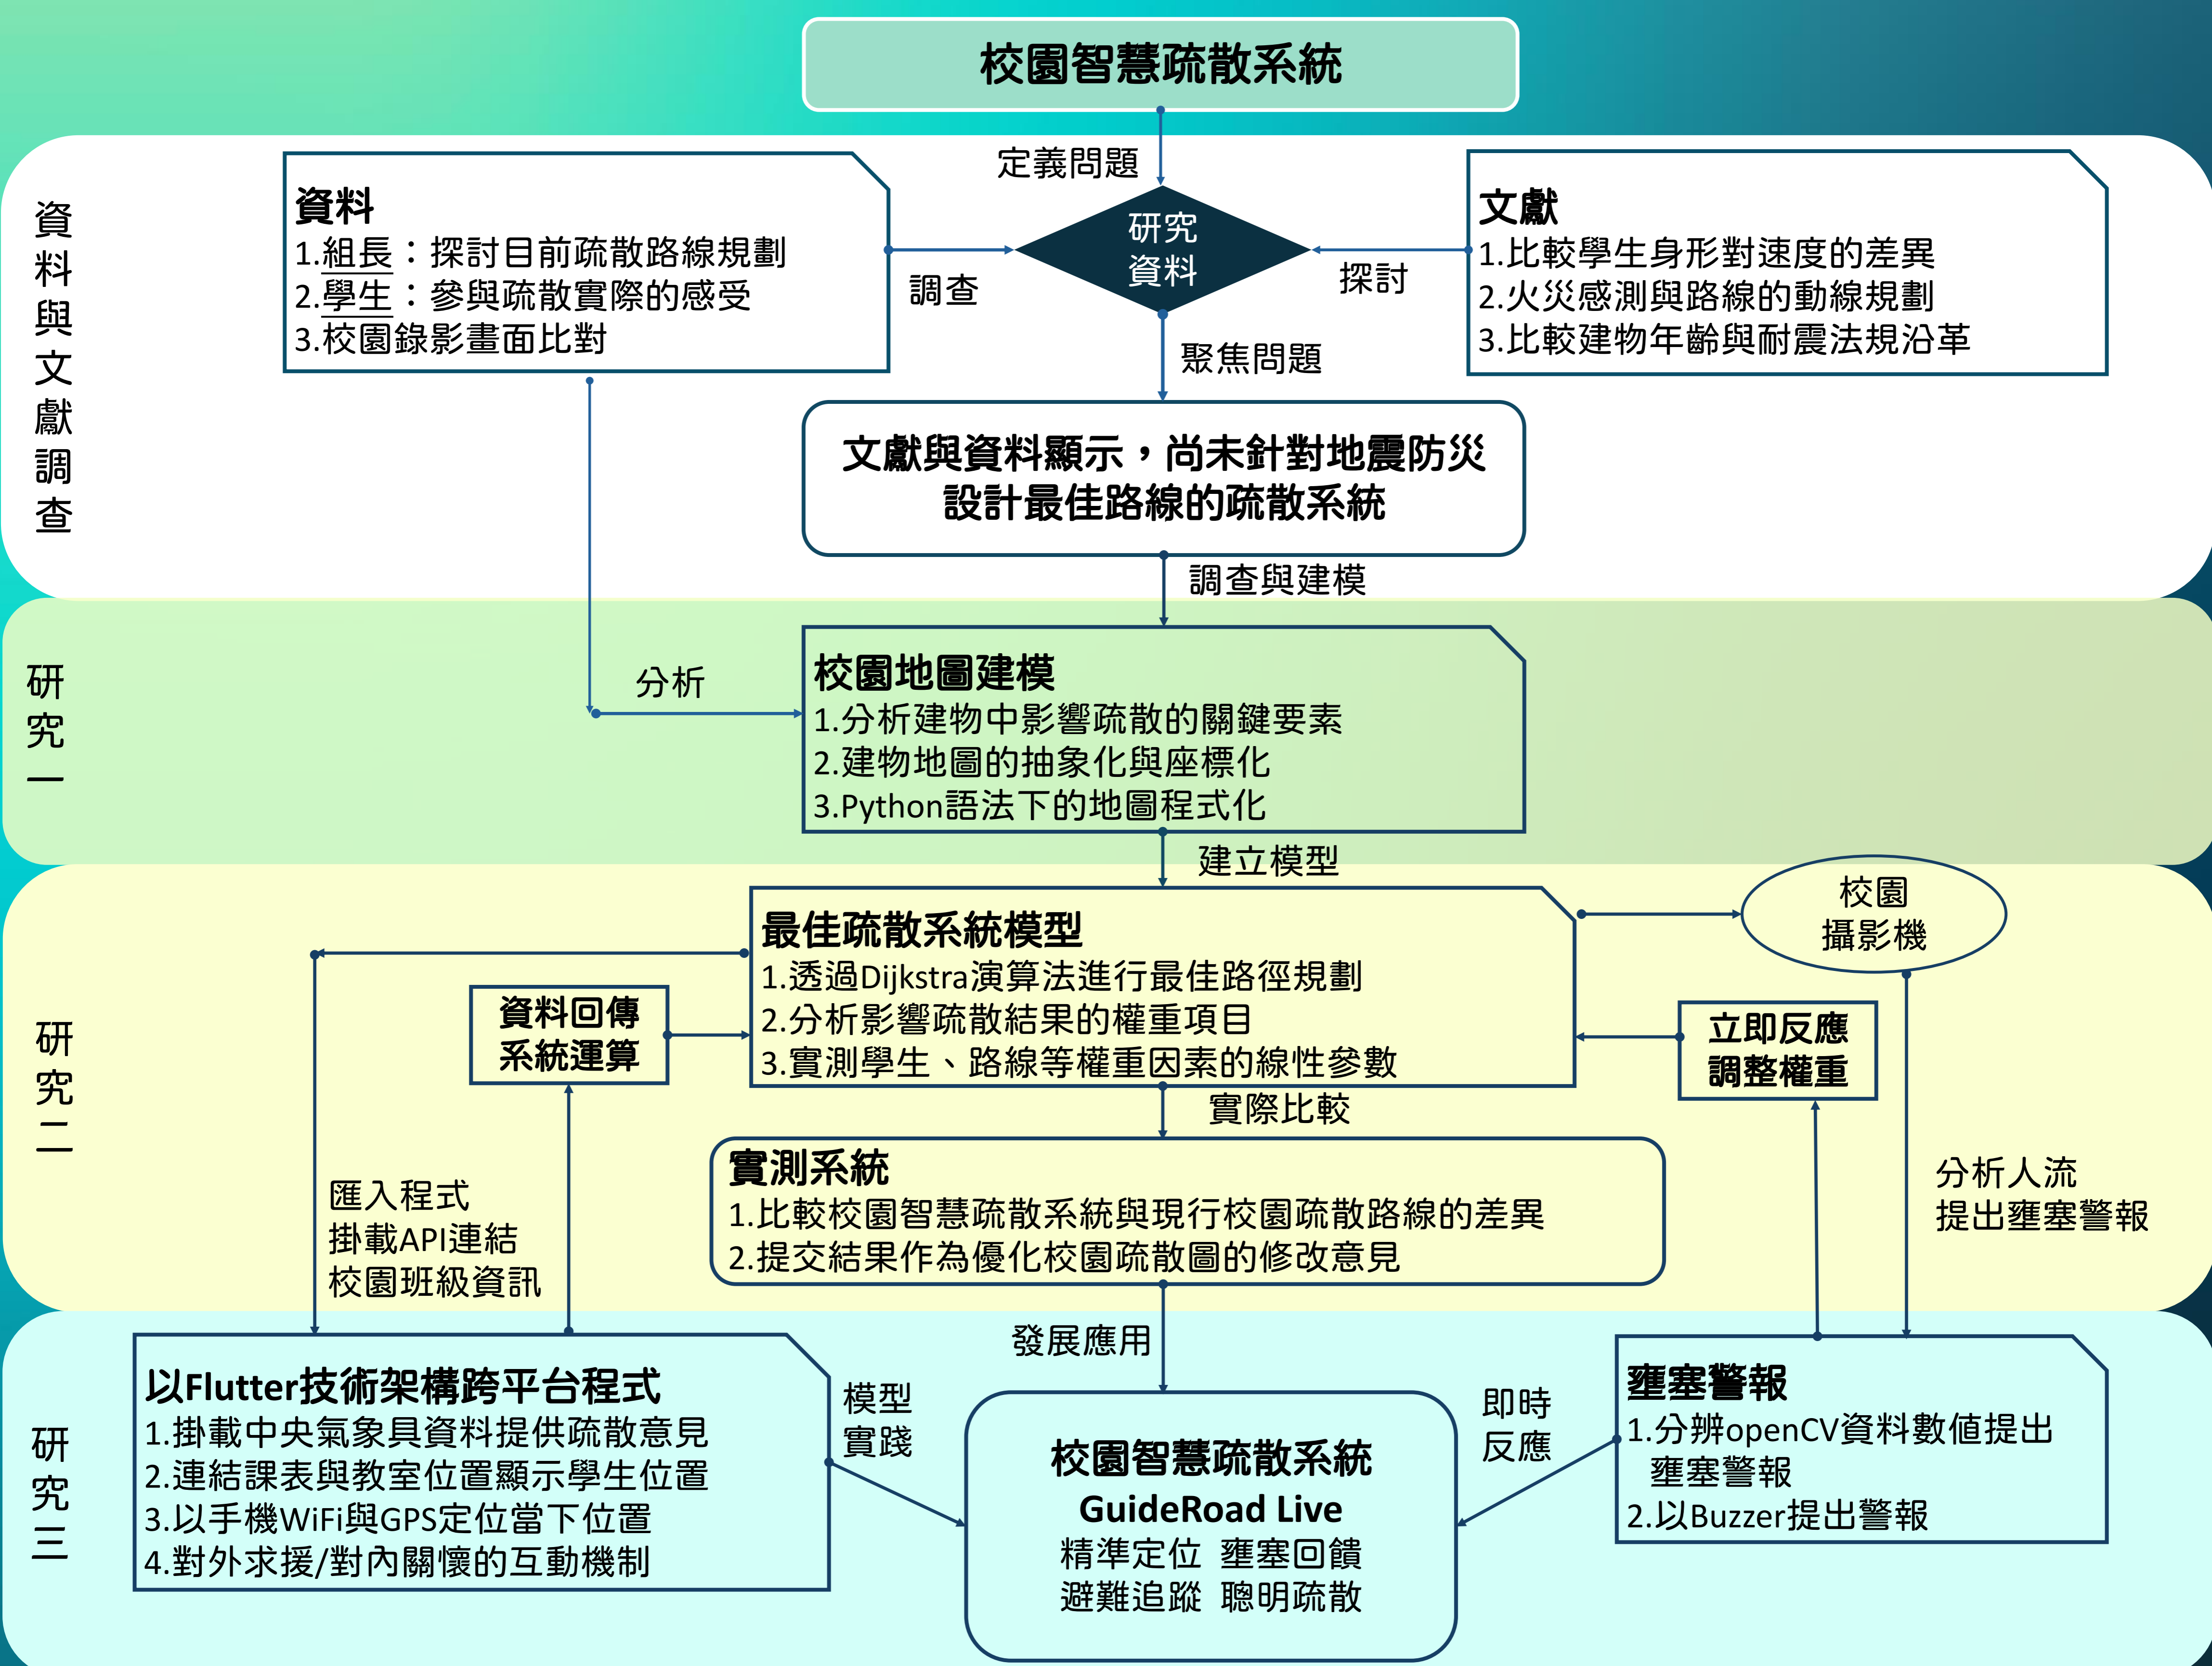 校園智慧疏散系統
資料與文獻調查
定義問題
資料
1.組長：探討目前疏散路線規劃
2.學生：參與疏散實際的感受
3.校園錄影畫面比對
調查
研究
資料
探討
文獻
1.比較學生身形對速度的差異
2.火災感測與路線的動線規劃
3.比較建物年齡與耐震法規沿革
聚焦問題
文獻與資料顯示，尚未針對地震防災
設計最佳路線的疏散系統
調查與建模
研究一
分析
校園地圖建模
1.分析建物中影響疏散的關鍵要素
2.建物地圖的抽象化與座標化
3.Python語法下的地圖程式化
建立模型
研究二
最佳疏散系統模型
1.透過Dijkstra演算法進行最佳路徑規劃
2.分析影響疏散結果的權重項目
3.實測學生、路線等權重因素的線性參數
校園
攝影機
資料回傳
系統運算
立即反應
調整權重
實際比較
實測系統
1.比較校園智慧疏散系統與現行校園疏散路線的差異
2.提交結果作為優化校園疏散圖的修改意見
匯入程式
掛載API連結
校園班級資訊
分析人流
提出壅塞警報
發展應用
研究三
以Flutter技術架構跨平台程式
1.掛載中央氣象具資料提供疏散意見
2.連結課表與教室位置顯示學生位置
3.以手機WiFi與GPS定位當下位置
4.對外求援/對內關懷的互動機制
模型
實踐
校園智慧疏散系統
GuideRoad Live
精準定位 壅塞回饋
避難追蹤 聰明疏散
即時
反應
壅塞警報
1.分辨openCV資料數值提出
壅塞警報
2.以Buzzer提出警報